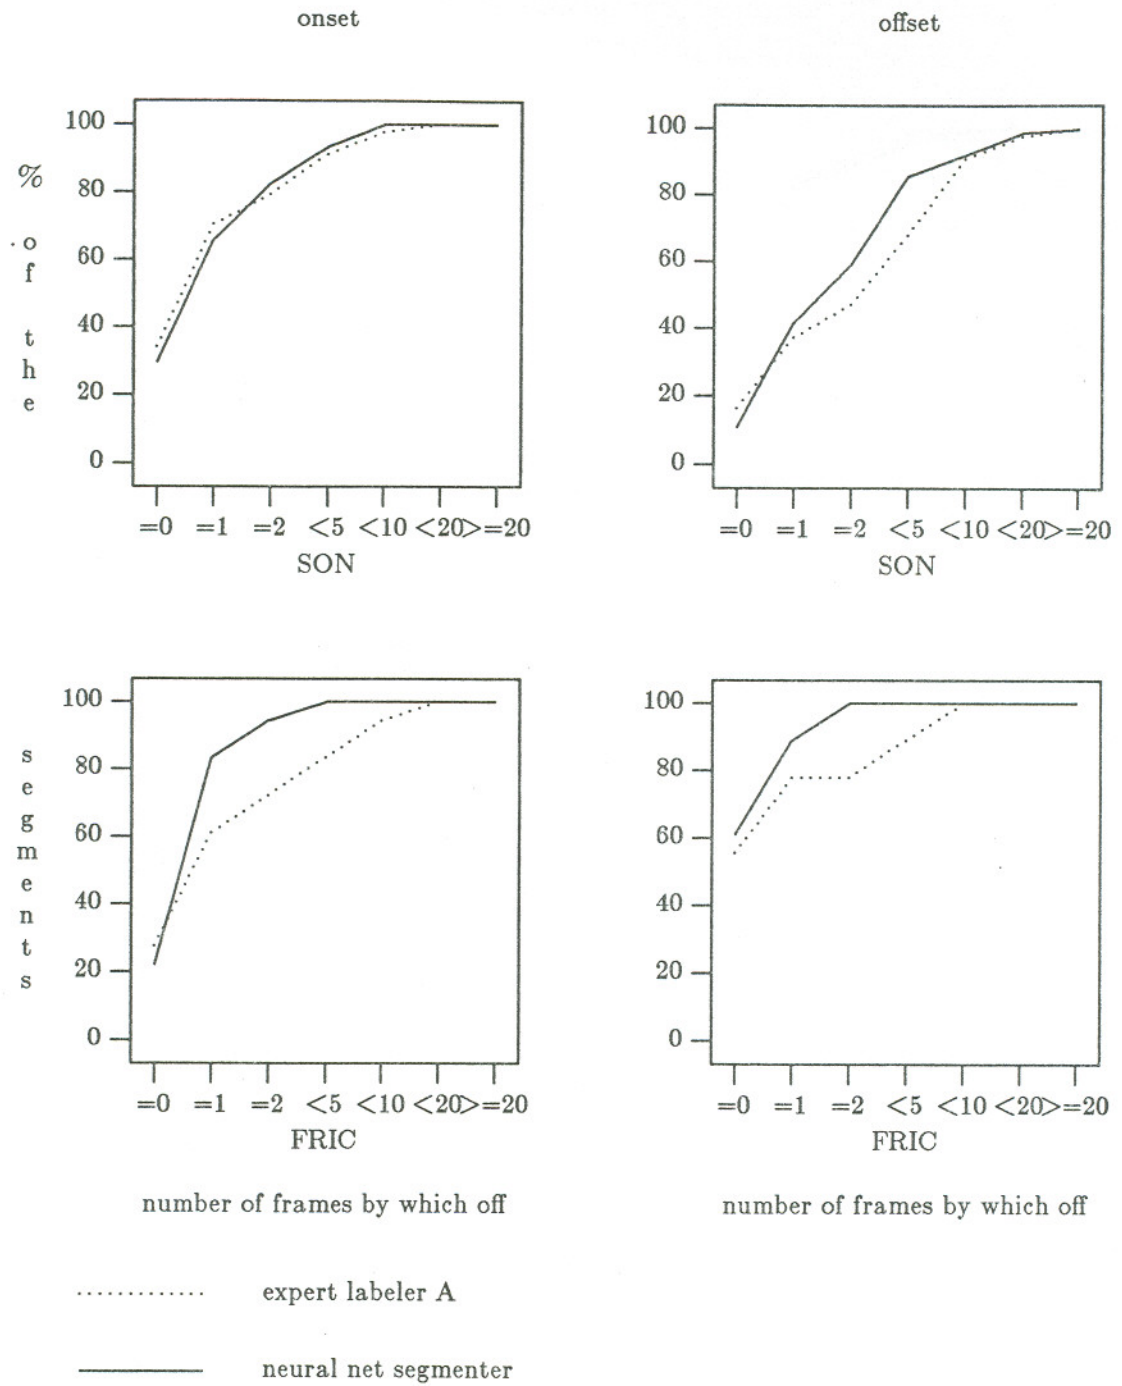 onset
offset
% of the segments
100
80
60
40
20
0
=0 =1 =2 <5 <10 <20 >=20
SON
100
80
60
40
20
0
=0 =1 =2 <5 <10 <20 >=20
SON
100
80
60
40
20
0
=0 =1 =2 <5 <10 <20 >=20
FRIC
100
80
60
40
20
0
=0 =1 =2 <5 <10 <20 >=20
FRIC
number of frames by which off
number of frames by which off
expert labeler A
neural net segmenter